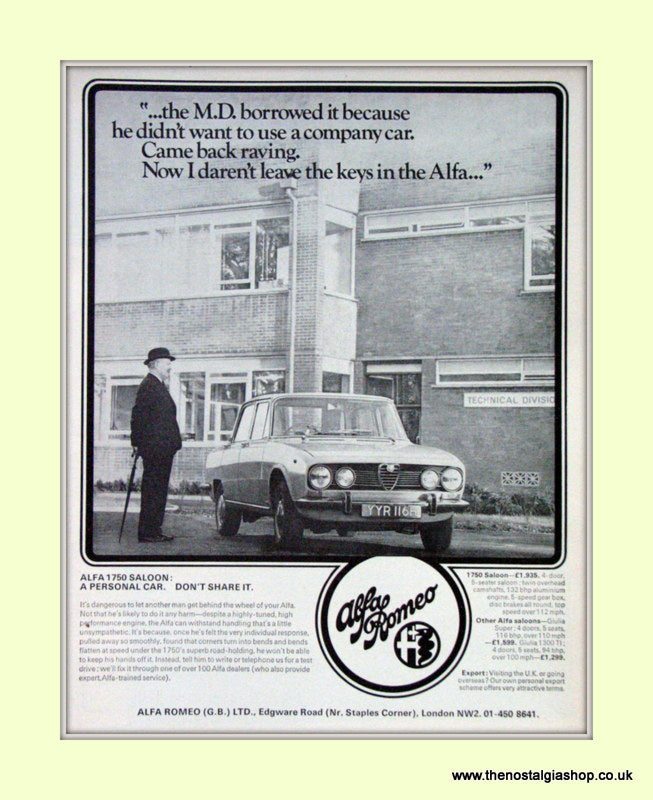 “...the M.D. borrowed it because
he didn't want to use a company car.
Came back raving.
Now I daren't leave the keys in the Alfa...”
TECHNICAL DIVISIO
YYR 116F
ALFA 1750 SALOON:
A PERSONAL CAR. DON'T SHARE IT.
It's dangerous to let another man get behind the wheel of your Alfa.
Not that he's likely to do it any harm—despite a highly-tuned, high
performance engine, the Alfa can withstand handling that's a little
unsympathetic. It's because, once he's felt the very individual response,
pulled away so smoothly, found that corners turn into bends and bends
flatten at speed under the 1750's superb road-holding, he won't be able
to keep his hands off it. Instead, tell him to write or telephone us for a test
drive: we'll fix it through one of over 100 Alfa dealers (who also provide
expert Alfa-trained service).
Alfa
Romeo
1750 Saloon—£1,935. 4-door,
5-seater saloon; twin overhead
camshafts, 132 bhp aluminium
engine, 5-speed gear box,
disc brakes all round, top
speed over 112 mph.
Other Alfa saloons—Giulia
Super: 4 doors, 5 seats,
116 bhp, over 110 mph
—£1,599. Giulia 1300 TI:
4 doors, 5 seats, 94 bhp,
over 100 mph—£1,299.
Export: Visiting the U.K. or going
overseas? Our own personal export
scheme offers very attractive terms.
ALFA ROMEO (G.B.) LTD., Edgware Road (Nr. Staples Corner), London NW2. 01-450 8641.
www.thenostalgiashop.co.uk